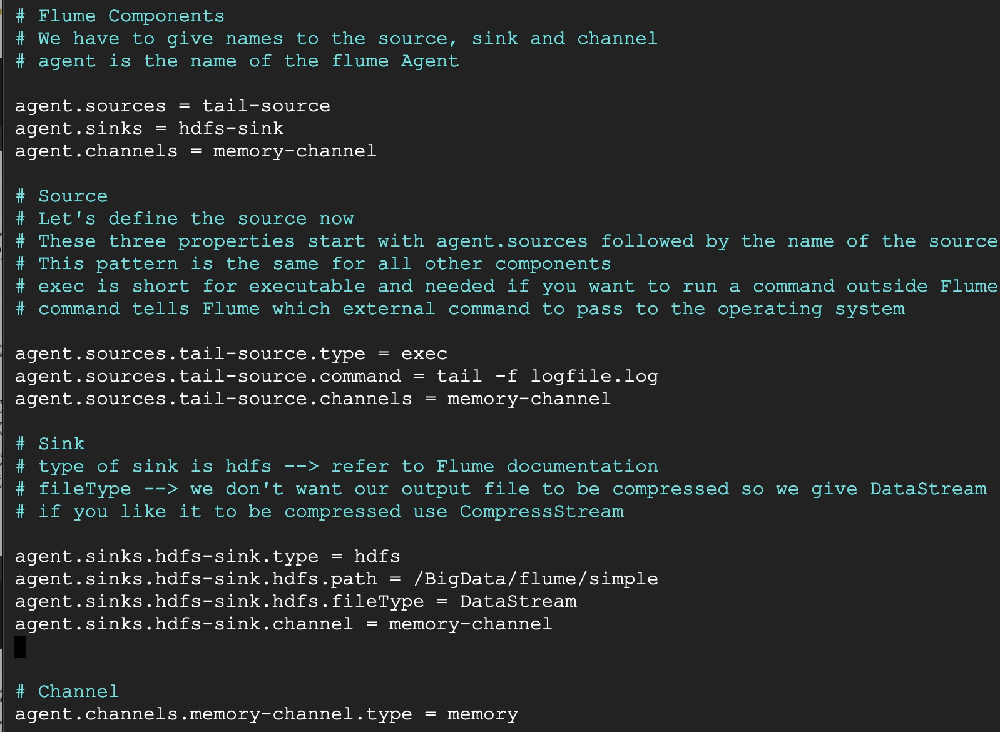 # Flume Components
# We have to give names to the source, sink and channel
# agent is the name of the flume Agent
agent.sources = tail-source
agent.sinks = hdfs-sink
agent.channels = memory-channel
# Source
# Let's define the source now
# These three properties start with agent.sources followed by the name of the source
# This pattern is the same for all other components
# exec is short for executable and needed if you want to run a command outside Flume
# command tells Flume which external command to pass to the operating system
agent.sources.tail-source.type = exec
agent.sources.tail-source.command = tail -f logfile.log
agent.sources.tail-source.channels = memory-channel
# Sink
# type of sink is hdfs --> refer to Flume documentation
# fileType --> we don't want our output file to be compressed so we give DataStream
# if you like it to be compressed use CompressStream
agent.sinks.hdfs-sink.type = hdfs
agent.sinks.hdfs-sink.hdfs.path = /BigData/flume/simple
agent.sinks.hdfs-sink.hdfs.fileType = DataStream
agent.sinks.hdfs-sink.channel = memory-channel
# Channel
agent.channels.memory-channel.type = memory